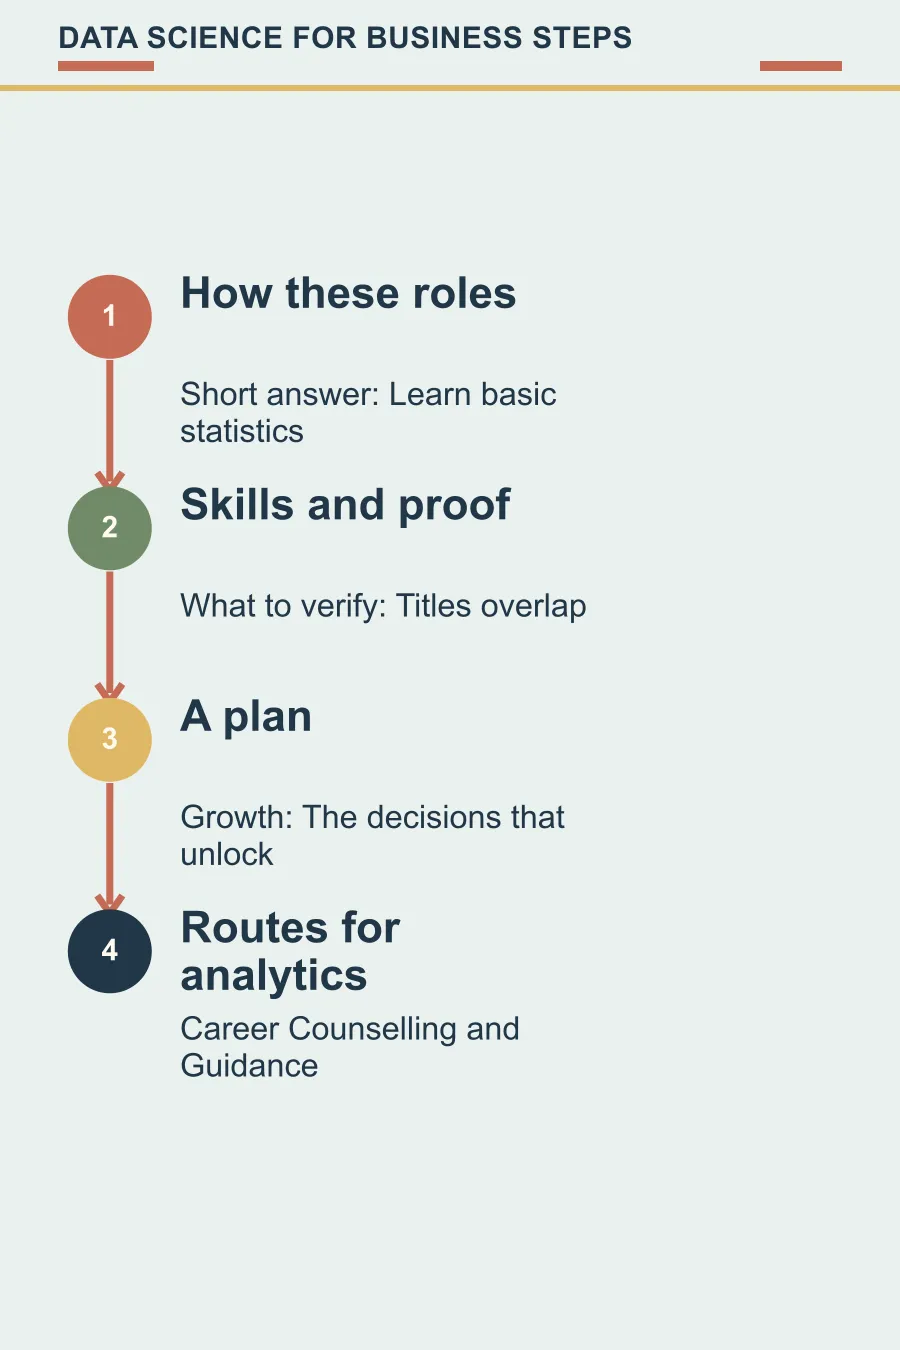 DATA SCIENCE FOR BUSINESS STEPS
1
How these roles
Short answer: Learn basic
statistics
2
Skills and proof
What to verify: Titles overlap
3
A plan
Growth: The decisions that
unlock
4
Routes for
analytics
Career Counselling and
Guidance